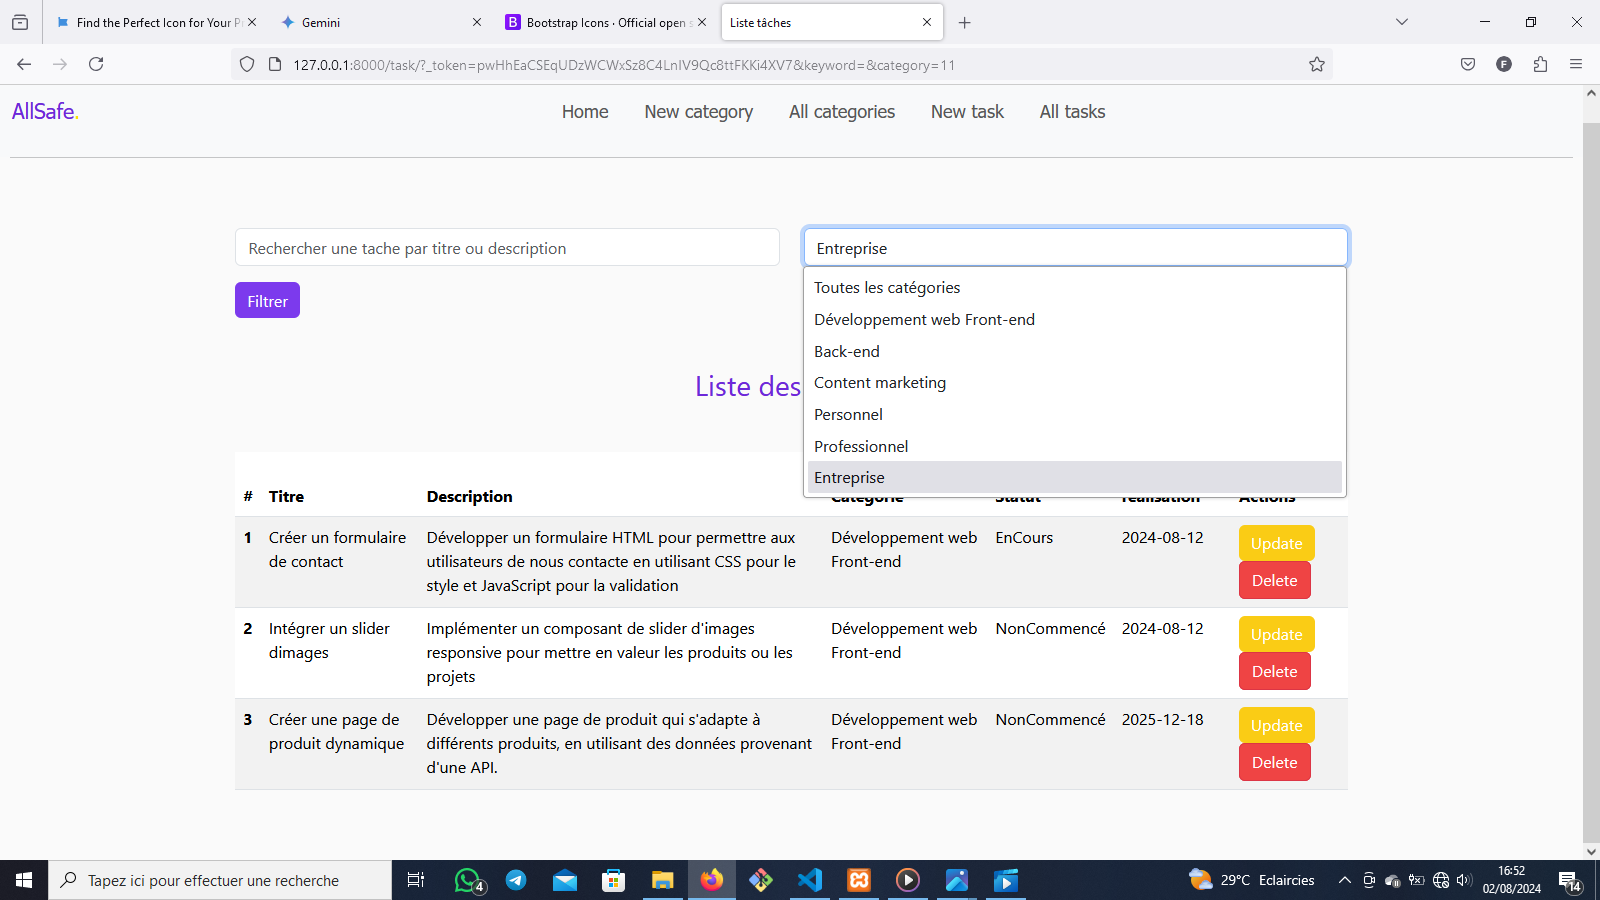 Find the Perfect Icon for Your P
Gemini
Bootstrap Icons · Official open s
Liste tâches
127.0.0.1:8000/task/?_token=pwHhEaCSEqUDzWCWxSz8C4LnIV9Qc8ttFKKi4XV7&keyword=&category=11
AllSafe.
Home
New category
All categories
New task
All tasks
Rechercher une tache par titre ou description
Entreprise
Filtrer
Toutes les catégories
Développement web Front-end
Back-end
Content marketing
Personnel
Professionnel
Entreprise
Liste des
# Titre Description Catégorie Statut réalisation Actions
1 Créer un formulaire de contact
Développer un formulaire HTML pour permettre aux
utilisateurs de nous contacte en utilisant CSS pour le
style et JavaScript pour la validation
Développement web
Front-end
EnCours
2024-08-12
Update
Delete
2 Intégrer un slider
dimages
Implémenter un composant de slider d'images
responsive pour mettre en valeur les produits ou les
projets
Développement web
Front-end
NonCommencé
2024-08-12
Update
Delete
3 Créer une page de
produit dynamique
Développer une page de produit qui s'adapte à
différents produits, en utilisant des données provenant
d'une API.
Développement web
Front-end
NonCommencé
2025-12-18
Update
Delete
Tapez ici pour effectuer une recherche
4
29°C Eclaircies
16:52
02/08/2024
14